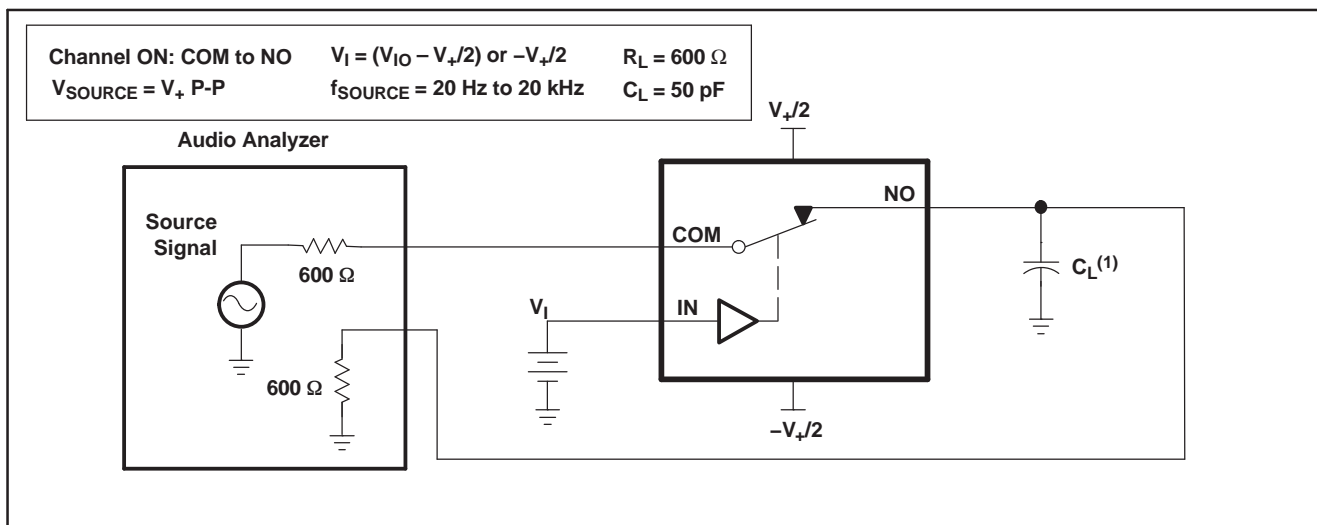 Channel ON: COM to NO V_I = (V_IO – V_+/2) or –V_+/2 R_L = 600 Ω
V_SOURCE = V_+ P-P f_SOURCE = 20 Hz to 20 kHz C_L = 50 pF
V_+/2
Audio Analyzer
NO
Source
Signal
COM
600 Ω
C_L(1)
V_I
IN
600 Ω
–V_+/2